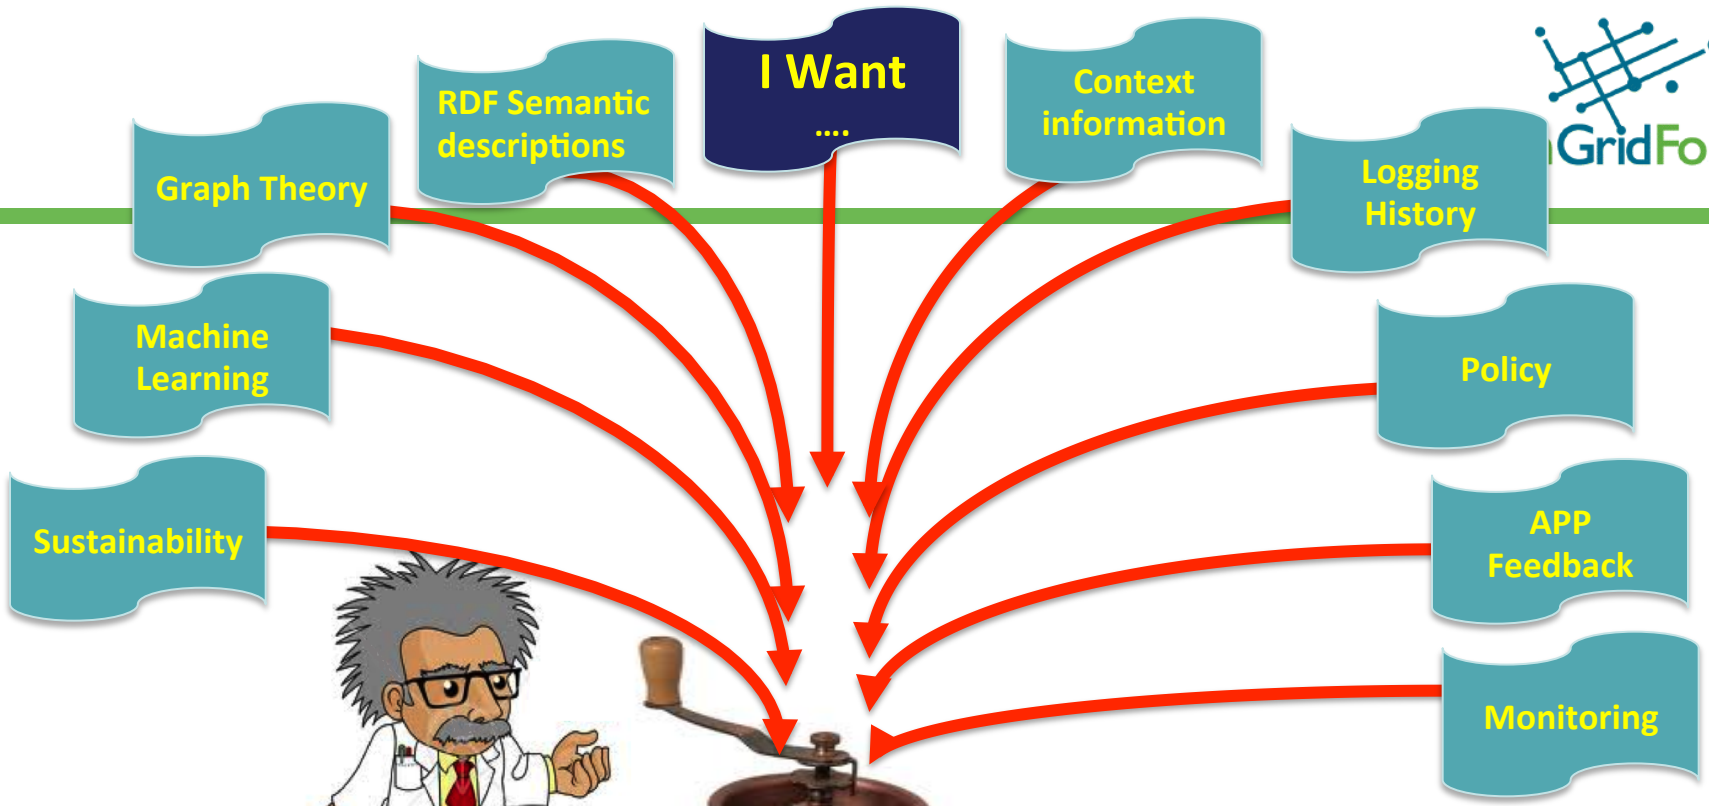 I Want
....
RDF Semantic
descriptions
Context
information
Graph Theory
Logging
History
GridFo
Machine
Learning
Policy
Sustainability
APP
Feedback
Monitoring